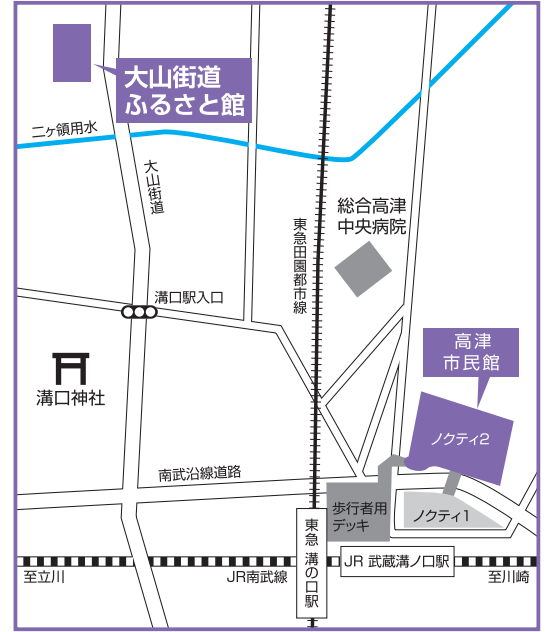 大山街道
ふるさと館
二ヶ領用水
大山街道
総合高津
中央病院
東急田園都市線
溝口駅入口
高津
市民館
溝口神社
ノクティ2
南武沿線道路
歩行者用
デッキ
ノクティ1
東急 溝の口駅
JR 武蔵溝ノ口駅
至立川
JR南武線
至川崎